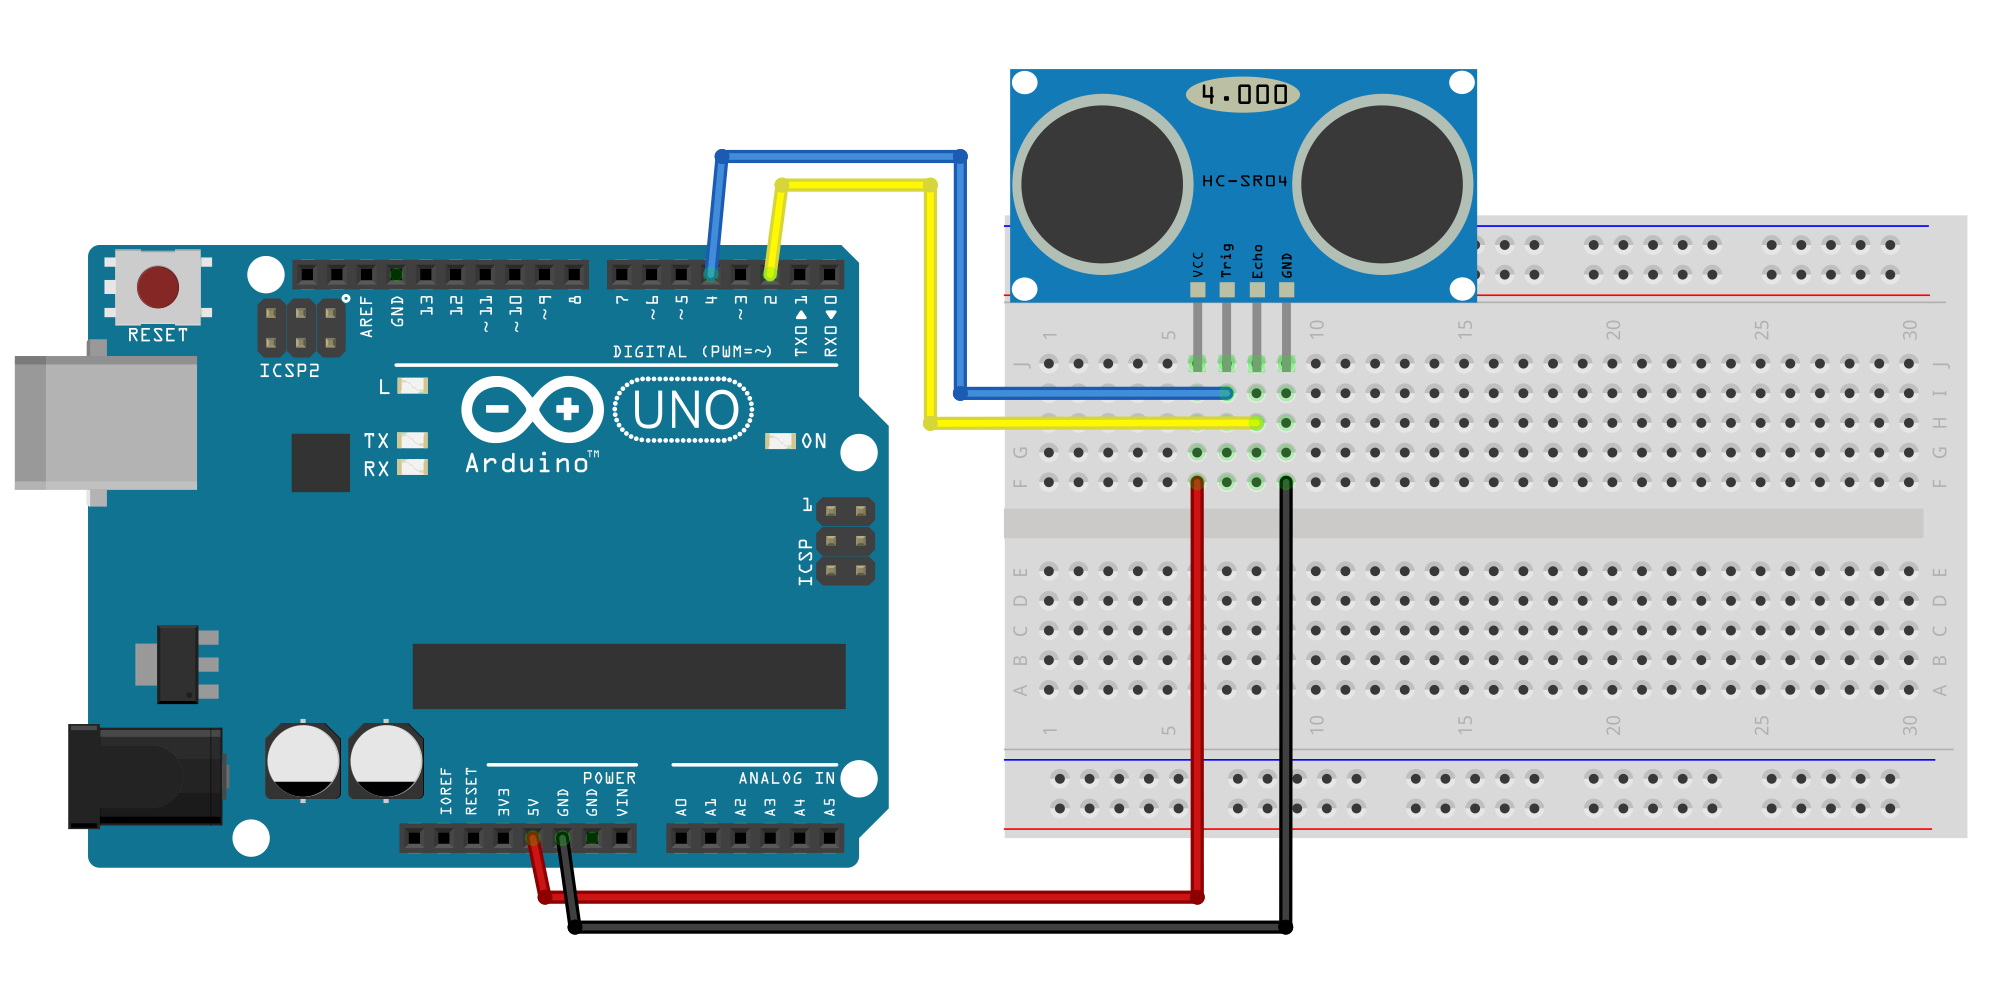 4.000
HC-SR04
VCC
Trig
Echo
GND
RESET
ICSP2
AREF
GND
13
12
~11
~10
~9
8
7
~6
~5
4
~3
2
TX0▶1
RX0◀0
DIGITAL (PWM=~)
L
TX
RX
UNO
ON
Arduino™
1
ICSP
POWER
ANALOG IN
IOREF
RESET
3V3
5V
GND
GND
VIN
A0
A1
A2
A3
A4
A5
1 5 10 15 20 25 30
J J
I I
H H
G G
F F
E E
D D
C C
B B
A A
1 5 10 15 20 25 30